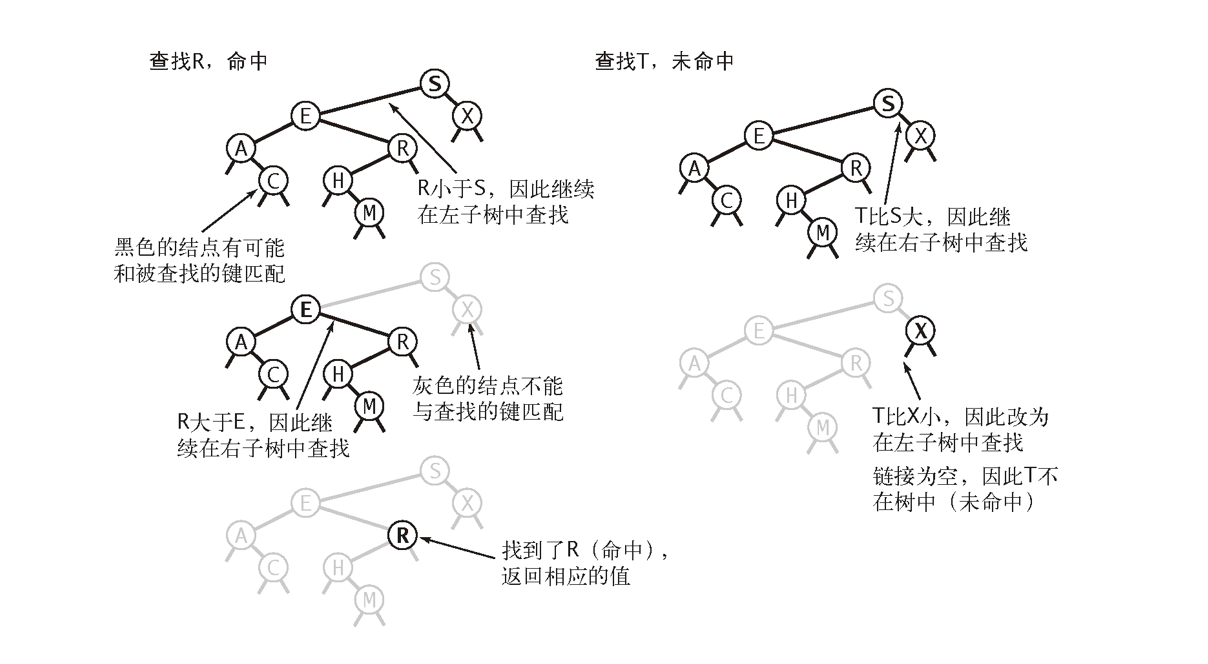 查找R，命中
S
E
X
A
R
C
H
M
R小于S，因此继续
在左子树中查找
黑色的结点有可能
和被查找的键匹配
S
E
X
A
R
C
H
M
灰色的结点不能
与查找的键匹配
R大于E，因此继
续在右子树中查找
S
E
X
A
R
C
H
M
找到了R（命中），
返回相应的值
查找T，未命中
S
E
X
A
R
C
H
M
T比S大，因此继
续在右子树中查找
S
E
X
A
R
C
H
M
T比X小，因此改为
在左子树中查找
链接为空，因此T不
在树中（未命中）